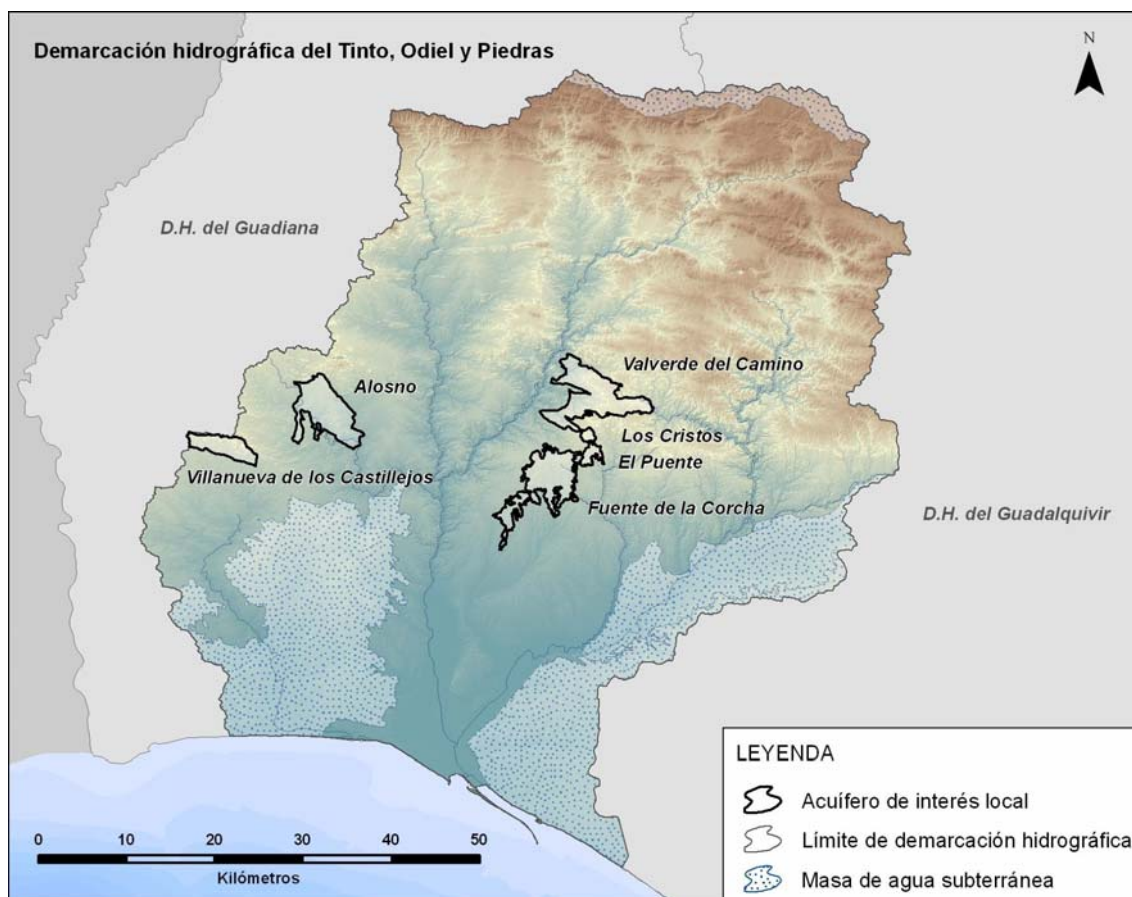 Demarcación hidrográfica del Tinto, Odiel y Piedras
N
D.H. del Guadiana
Valverde del Camino
Alosno
Los Cristos
El Puente
Villanueva de los Castillejos
Fuente de la Corcha
D.H. del Guadalquivir
LEYENDA
Acuífero de interés local
Límite de demarcación hidrográfica
Masa de agua subterránea
0 10 20 30 40 50
Kilómetros